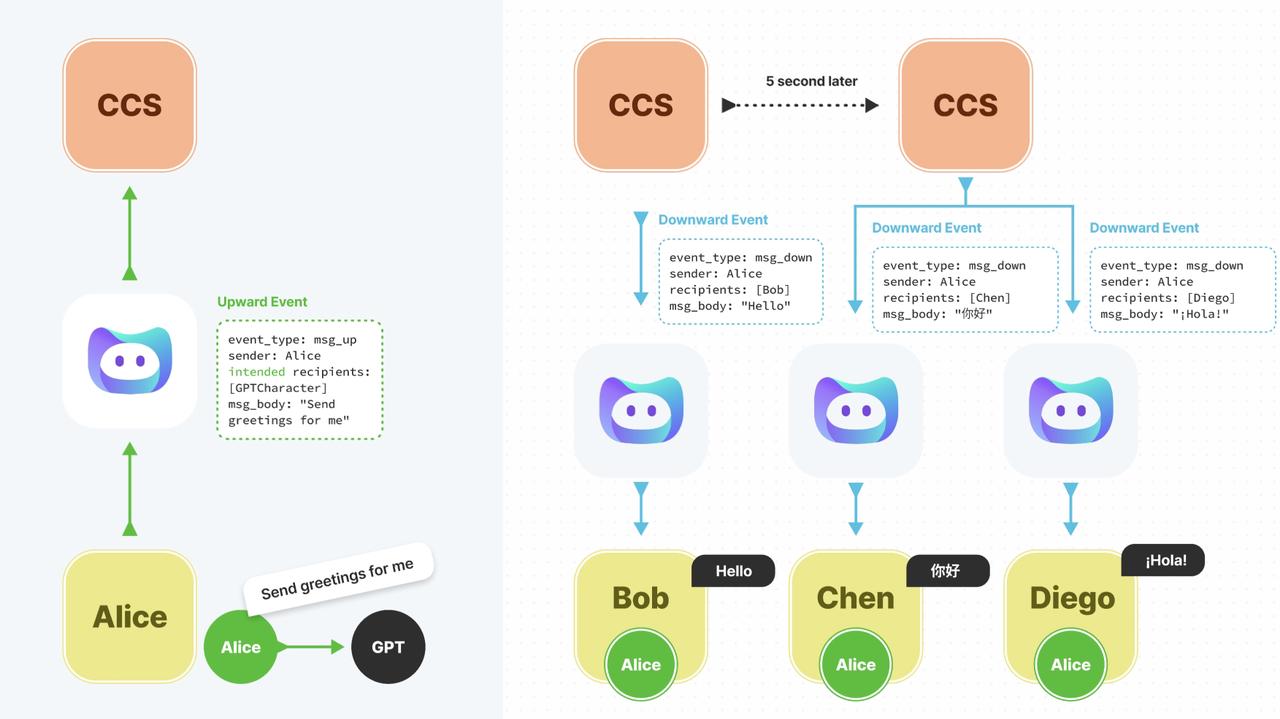 CCS
Upward Event
event_type: msg_up
sender: Alice
intended recipients:
[GPTCharacter]
msg_body: "Send
greetings for me"
Alice
Send greetings for me
Alice
GPT
CCS
5 second later
CCS
Downward Event
event_type: msg_down
sender: Alice
recipients: [Bob]
msg_body: "Hello"
Downward Event
event_type: msg_down
sender: Alice
recipients: [Chen]
msg_body: "你好"
Downward Event
event_type: msg_down
sender: Alice
recipients: [Diego]
msg_body: "¡Hola!"
Bob
Hello
Alice
Chen
你好
Alice
Diego
¡Hola!
Alice